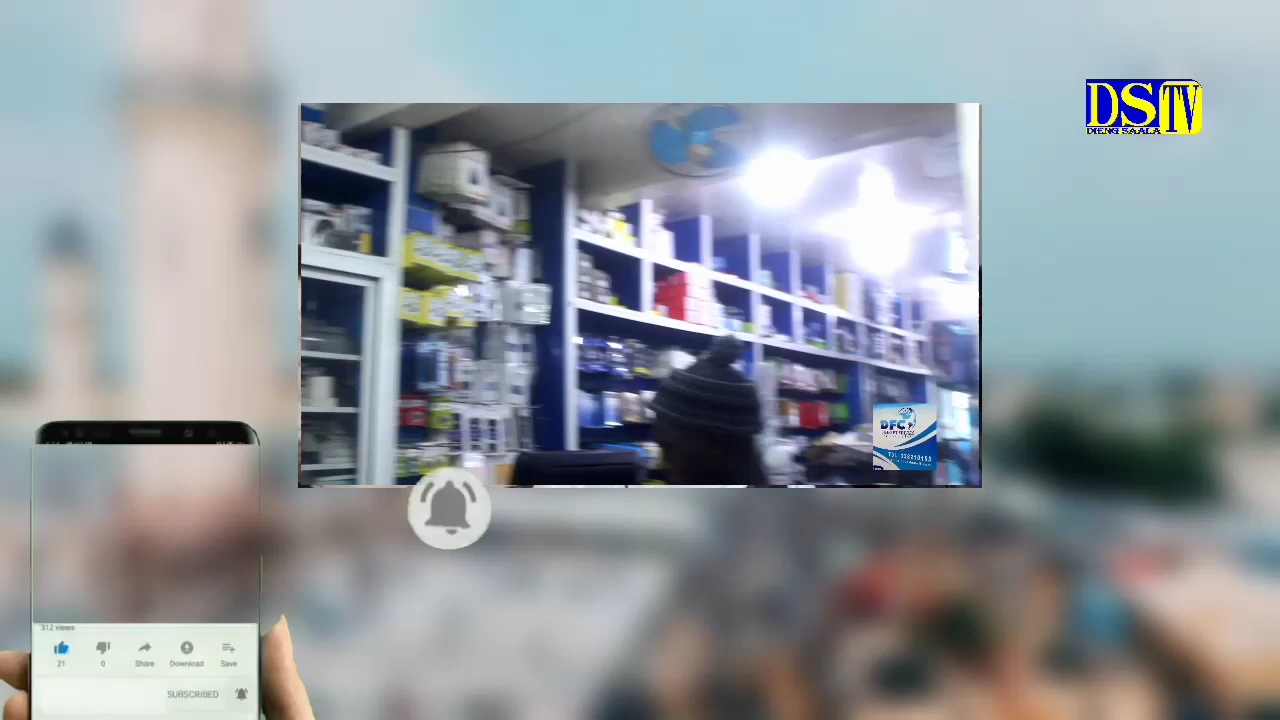 DSTV
DIENG SAALA
DFC
312 views
21
0
Share
Download
Save
SUBSCRIBED